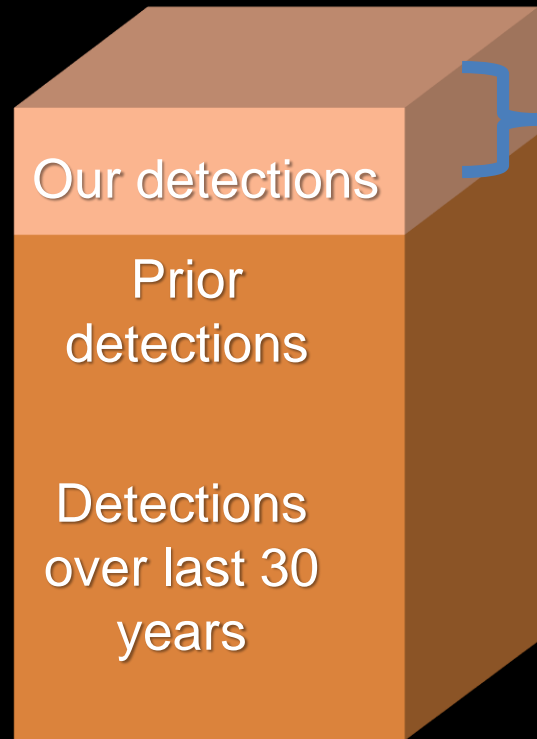 Our detections
Prior
detections
Detections
over last 30
years